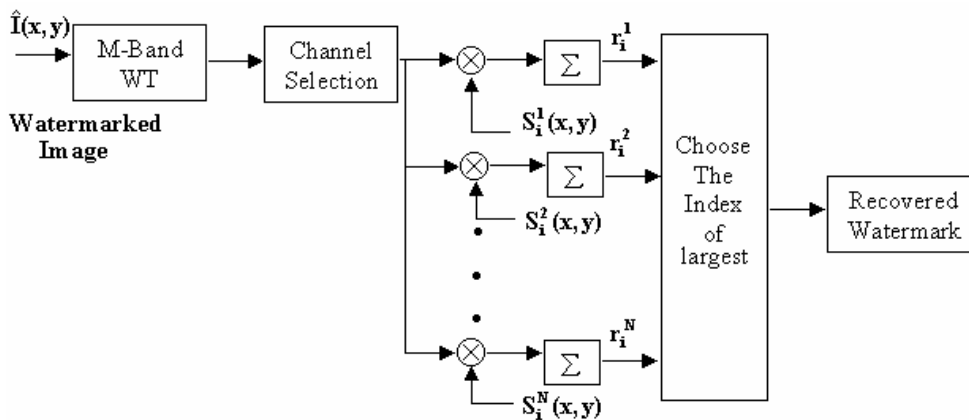 Î(x, y)
M-Band
WT
Watermarked
Image
Channel
Selection
⊗
Σ
r_i^1
S_i^1(x, y)
⊗
Σ
r_i^2
S_i^2(x, y)
⊗
Σ
r_i^N
S_i^N(x, y)
Choose
The
Index
of
largest
Recovered
Watermark